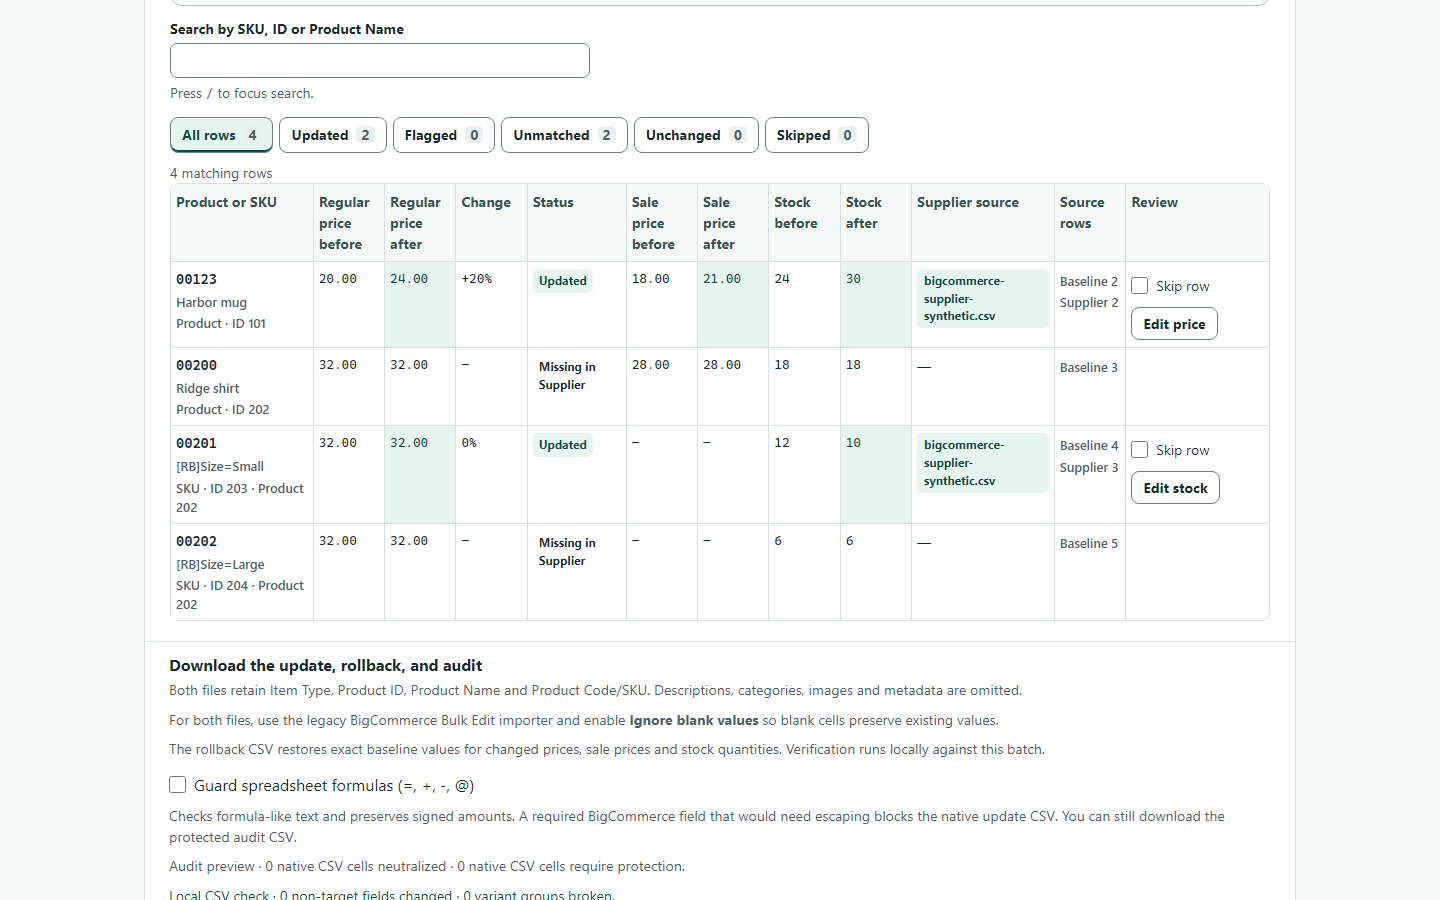 Search by SKU, ID or Product Name
Press / to focus search.
All rows 4 Updated 2 Flagged 0 Unmatched 2 Unchanged 0 Skipped 0
4 matching rows
Product or SKU
Regular price before
Regular price after
Change
Status
Sale price before
Sale price after
Stock before
Stock after
Supplier source
Source rows
Review
00123
Harbor mug
Product · ID 101
20.00
24.00
+20%
Updated
18.00
21.00
24
30
bigcommerce-
supplier-
synthetic.csv
Baseline 2
Supplier 2
Skip row
Edit price
00200
Ridge shirt
Product · ID 202
32.00
32.00
—
Missing in
Supplier
28.00
28.00
18
18
—
Baseline 3
00201
[RB]Size=Small
SKU · ID 203 · Product
202
32.00
32.00
0%
Updated
—
—
12
10
bigcommerce-
supplier-
synthetic.csv
Baseline 4
Supplier 3
Skip row
Edit stock
00202
[RB]Size=Large
SKU · ID 204 · Product
202
32.00
32.00
—
Missing in
Supplier
—
—
6
6
—
Baseline 5
Download the update, rollback, and audit
Both files retain Item Type, Product ID, Product Name and Product Code/SKU. Descriptions, categories, images and metadata are omitted.
For both files, use the legacy BigCommerce Bulk Edit importer and enable Ignore blank values so blank cells preserve existing values.
The rollback CSV restores exact baseline values for changed prices, sale prices and stock quantities. Verification runs locally against this batch.
Guard spreadsheet formulas (=, +, -, @)
Checks formula-like text and preserves signed amounts. A required BigCommerce field that would need escaping blocks the native update CSV. You can still download the
protected audit CSV.
Audit preview · 0 native CSV cells neutralized · 0 native CSV cells require protection.
Local CSV check · 0 non-target fields changed · 0 variant groups broken.